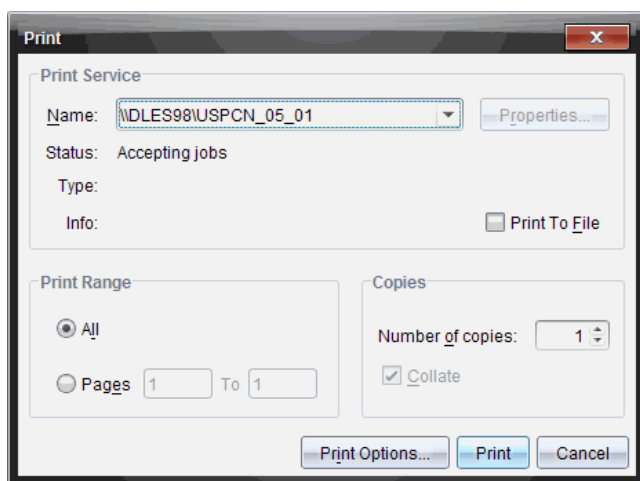 Print
X
Print Service
Name: \\DLES98\USPCN_05_01 Properties...
Status: Accepting jobs
Type:
Info:
Print To File
Print Range
All
Pages 1 To 1
Copies
Number of copies: 1
Collate
Print Options... Print Cancel